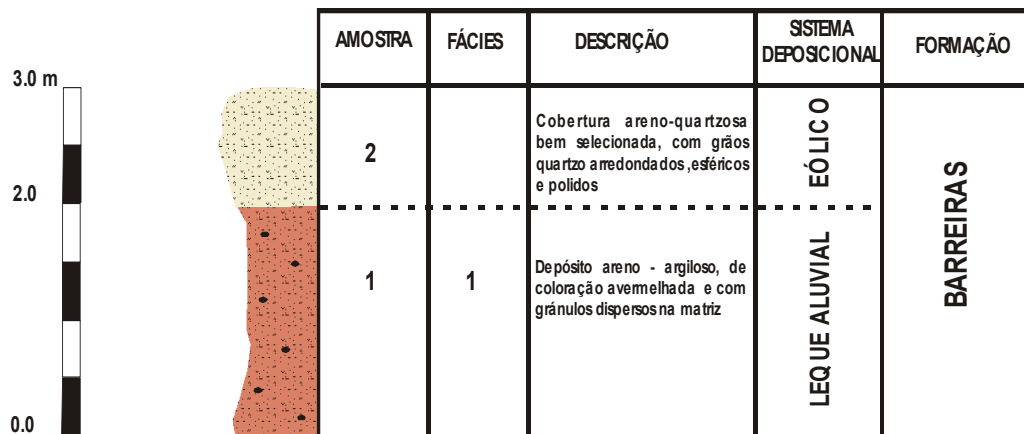 AMOSTRA
FÁCIES
DESCRIÇÃO
SISTEMA
DEPOSICIONAL
FORMAÇÃO
3.0 m
2.0
0.0
2
Cobertura areno-quartzosa
bem selecionada, com grãos
quartzo arredondados ,esféricos
e polidos
EÓLICO
1
1
Depósito areno - argiloso, de
coloração avermelhada e com
gránulos dispersos na matriz
LEQUE ALUVIAL
BARREIRAS